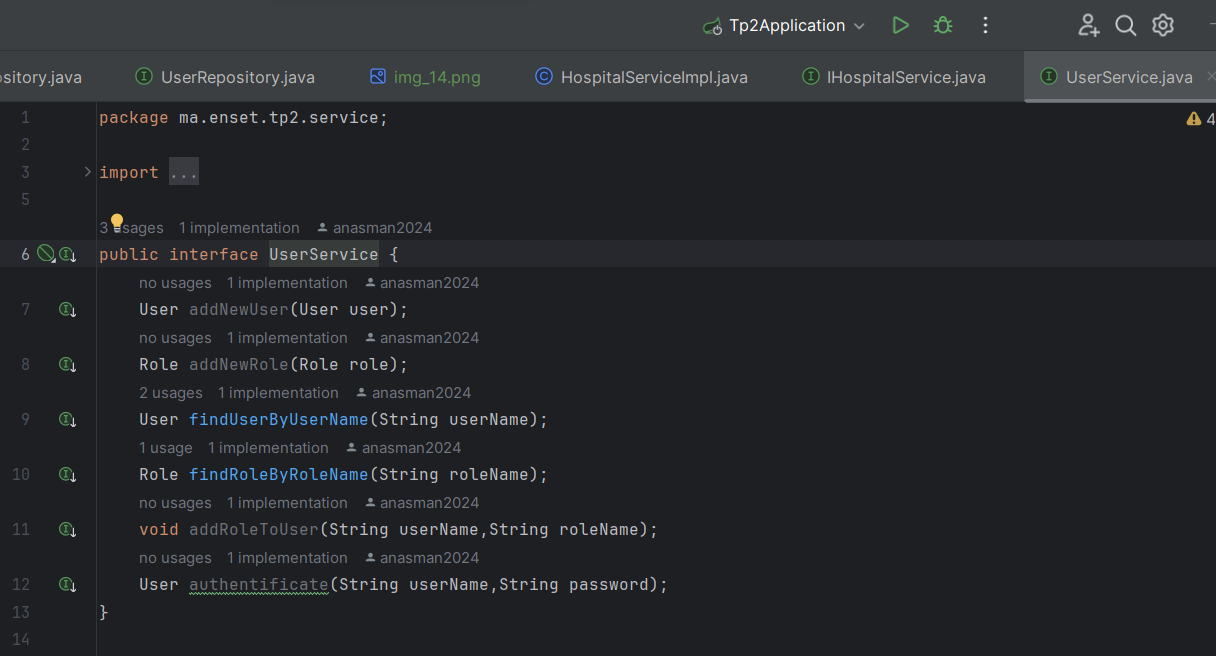 Tp2Application
sitory.java UserRepository.java img_14.png HospitalServiceImpl.java IHospitalService.java UserService.java
1 package ma.enset.tp2.service; 4
2
3 import ...
5
3 usages 1 implementation anasman2024
6 public interface UserService {
no usages 1 implementation anasman2024
7 User addNewUser(User user);
no usages 1 implementation anasman2024
8 Role addNewRole(Role role);
2 usages 1 implementation anasman2024
9 User findUserByUserName(String userName);
1 usage 1 implementation anasman2024
10 Role findRoleByRoleName(String roleName);
no usages 1 implementation anasman2024
11 void addRoleToUser(String userName,String roleName);
no usages 1 implementation anasman2024
12 User authentificate(String userName,String password);
13 }
14